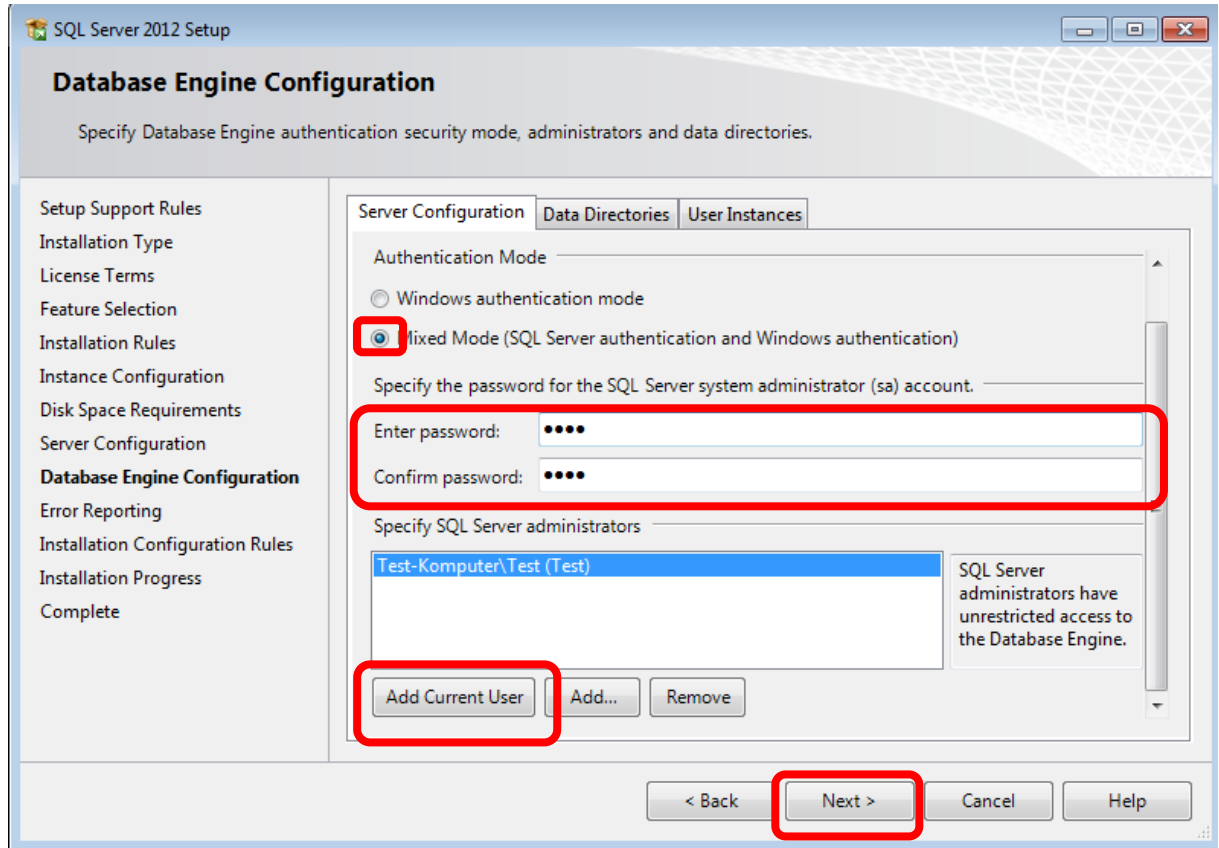 SQL Server 2012 Setup
Database Engine Configuration
Specify Database Engine authentication security mode, administrators and data directories.
Setup Support Rules
Installation Type
License Terms
Feature Selection
Installation Rules
Instance Configuration
Disk Space Requirements
Server Configuration
Database Engine Configuration
Error Reporting
Installation Configuration Rules
Installation Progress
Complete
Server Configuration Data Directories User Instances
Authentication Mode
Windows authentication mode
Mixed Mode (SQL Server authentication and Windows authentication)
Specify the password for the SQL Server system administrator (sa) account.
Enter password: ••••
Confirm password: ••••
Specify SQL Server administrators
Test-Komputer\Test (Test)
SQL Server
administrators have
unrestricted access to
the Database Engine.
Add Current User Add... Remove
< Back Next > Cancel Help